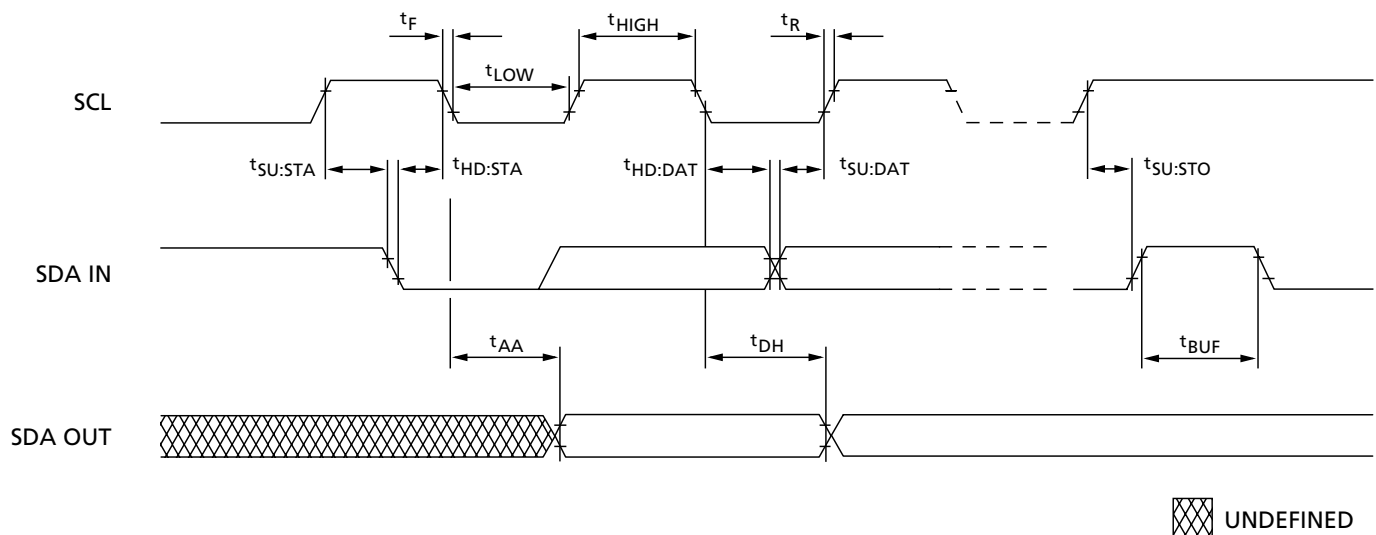 tF
tHIGH
tR
tLOW
SCL
tSU:STA
tHD:STA
tHD:DAT
tSU:DAT
tSU:STO
SDA IN
tAA
tDH
tBUF
SDA OUT
UNDEFINED